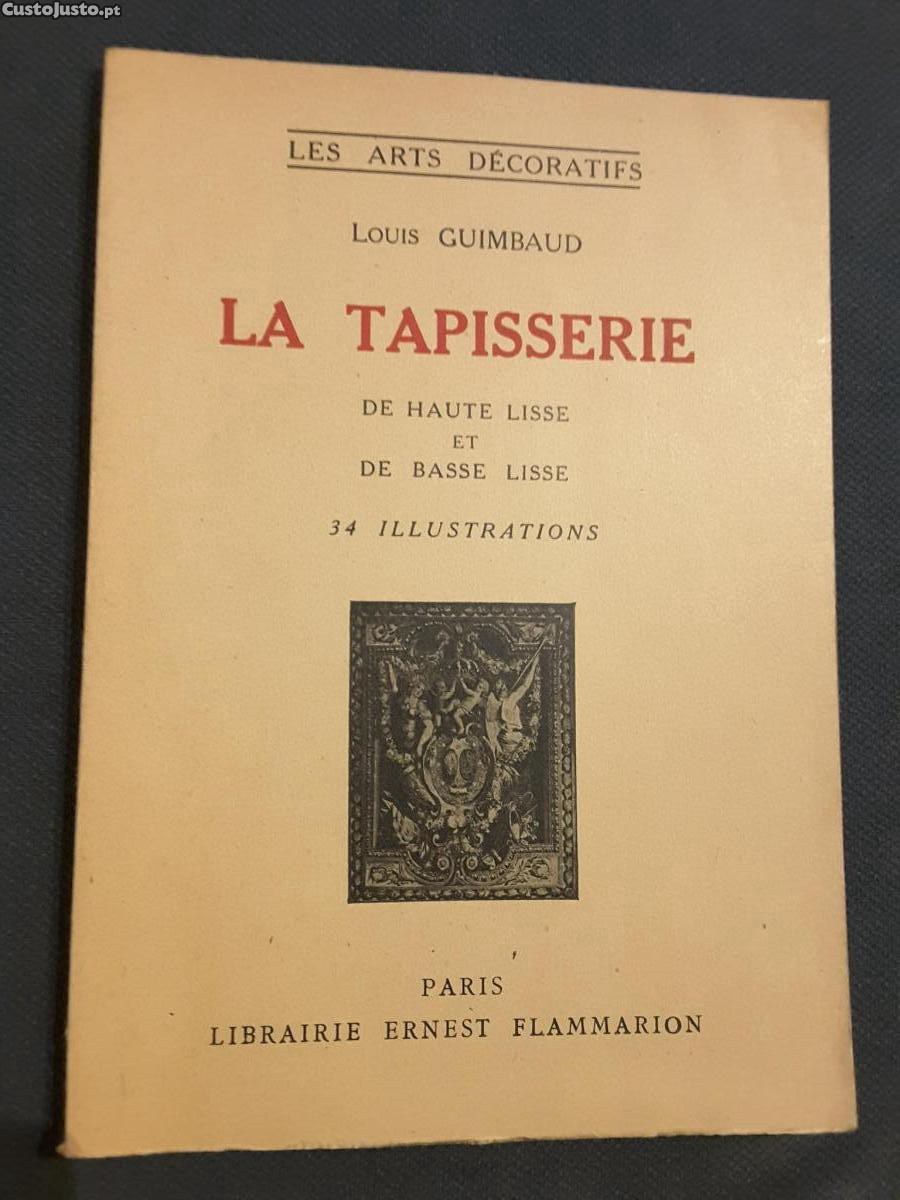 CustoJusto.pt
LES ARTS DÉCORATIFS
LOUIS GUIMBAUD
LA TAPISSERIE
DE HAUTE LISSE
ET
DE BASSE LISSE
34 ILLUSTRATIONS
PARIS
LIBRAIRIE ERNEST FLAMMARION